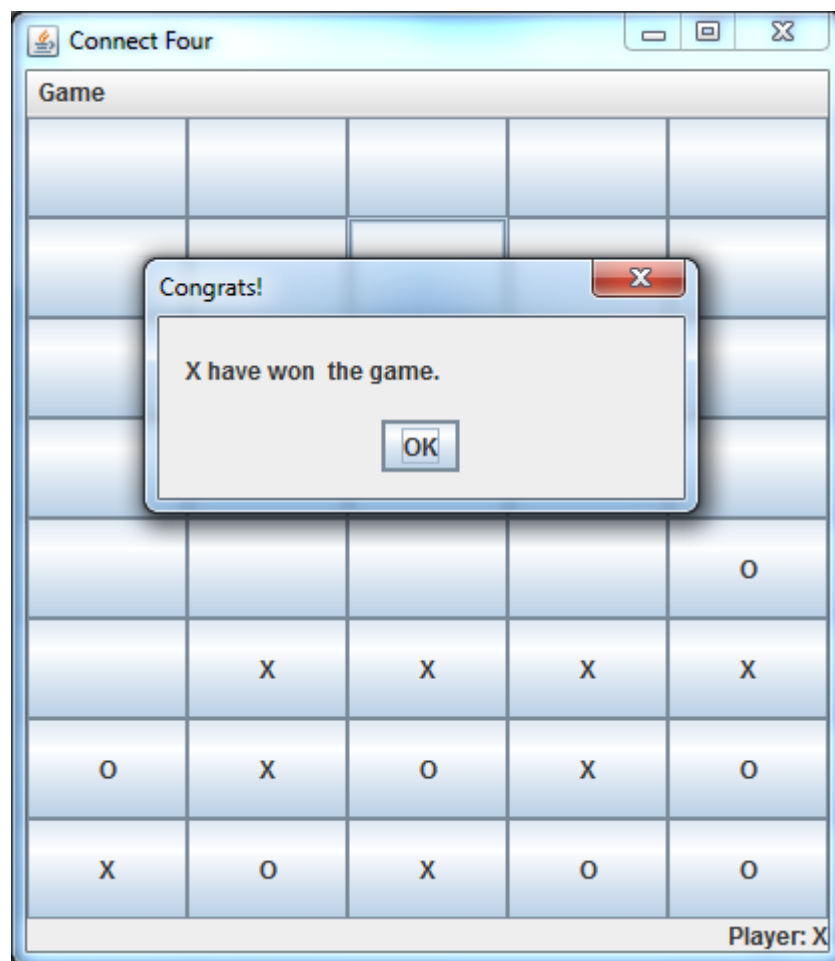 Connect Four
Game
Congrats!
X have won  the game.
OK
O
X X X X
O X O X O
X O X O O
Player: X